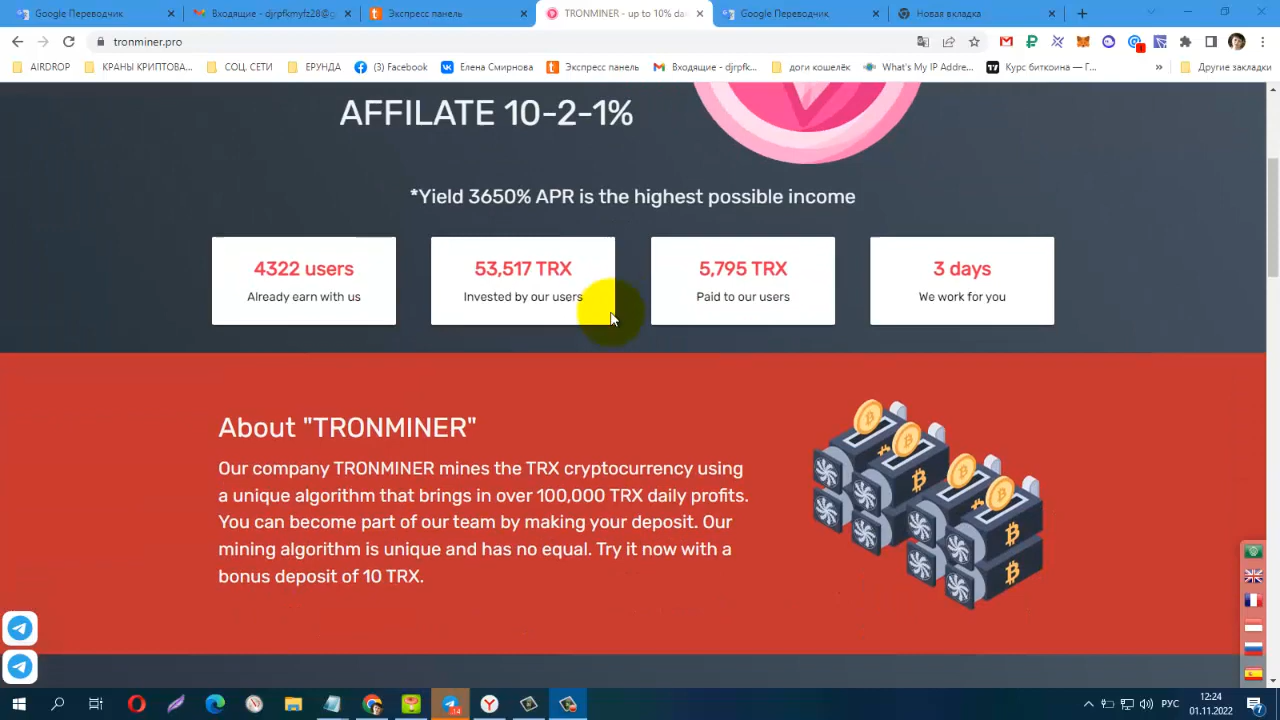 Google Переводчик
Входящие - djrpfkmyfz28@g
Экспресс панель
TRONMINER - up to 10% da
Google Переводчик
Новая вкладка
tronminer.pro
AIRDROP
КРАНЫ КРИПТОВА...
СОЦ. СЕТИ
ЕРУНДА
(3) Facebook
Елена Смирнова
Экспресс панель
Входящие - djrpfk...
доги кошелёк
What's My IP Addre...
Курс биткоина — Г...
»
Другие закладки
AFFILATE 10-2-1%
*Yield 3650% APR is the highest possible income
4322 users
Already earn with us
53,517 TRX
Invested by our users
5,795 TRX
Paid to our users
3 days
We work for you
About "TRONMINER"
Our company TRONMINER mines the TRX cryptocurrency using
a unique algorithm that brings in over 100,000 TRX daily profits.
You can become part of our team by making your deposit. Our
mining algorithm is unique and has no equal. Try it now with a
bonus deposit of 10 TRX.
14
РУС
12:24
01.11.2022